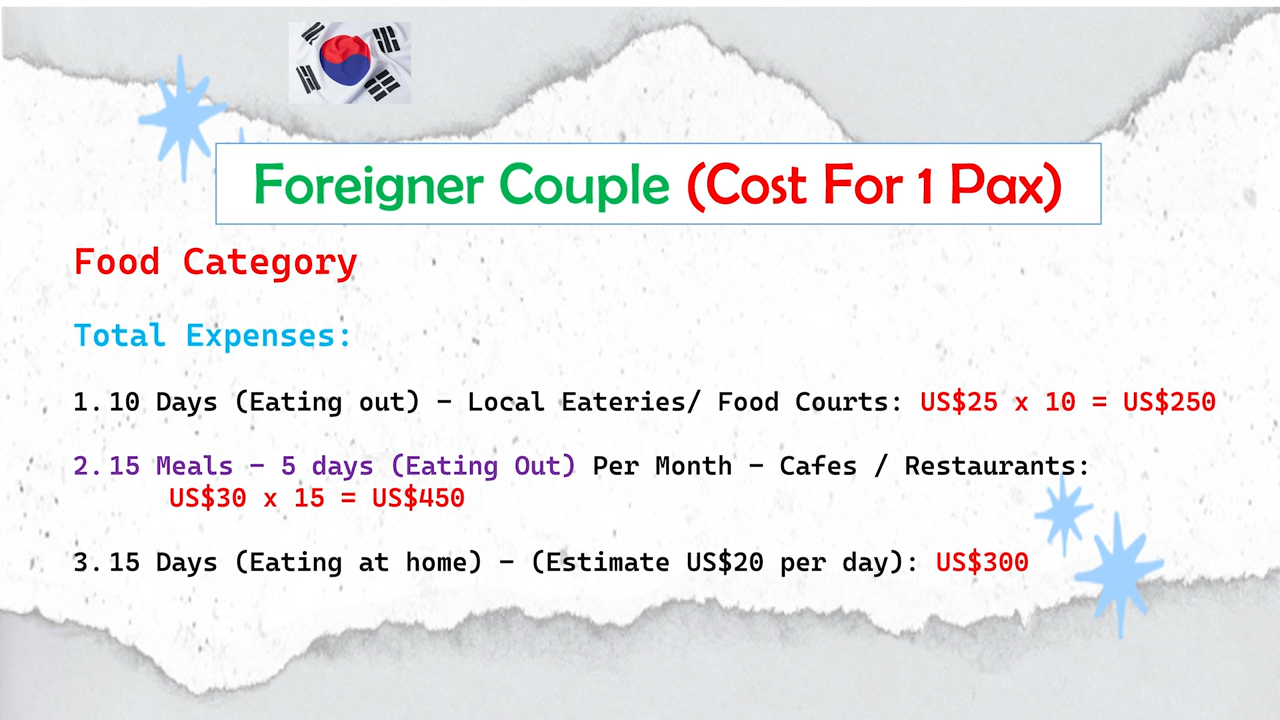 Foreigner Couple (Cost For 1 Pax)
Food Category
Total Expenses:
1. 10 Days (Eating out) – Local Eateries/ Food Courts: US$25 x 10 = US$250
2. 15 Meals – 5 days (Eating Out) Per Month – Cafes / Restaurants:
US$30 x 15 = US$450
3. 15 Days (Eating at home) – (Estimate US$20 per day): US$300